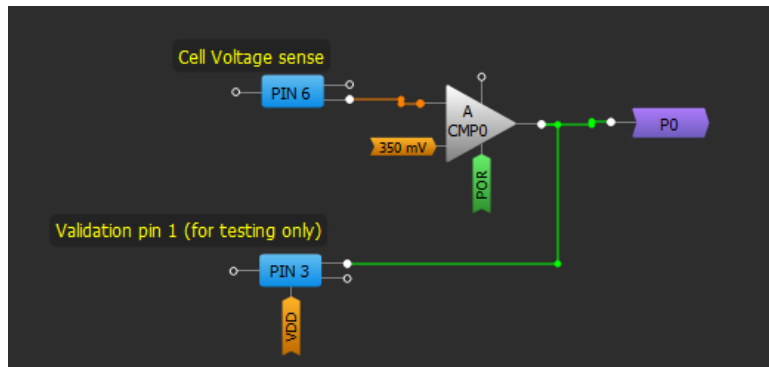 Cell Voltage sense
PIN 6
A
CMP0
P0
350 mV
POR
Validation pin 1 (for testing only)
PIN 3
VDD